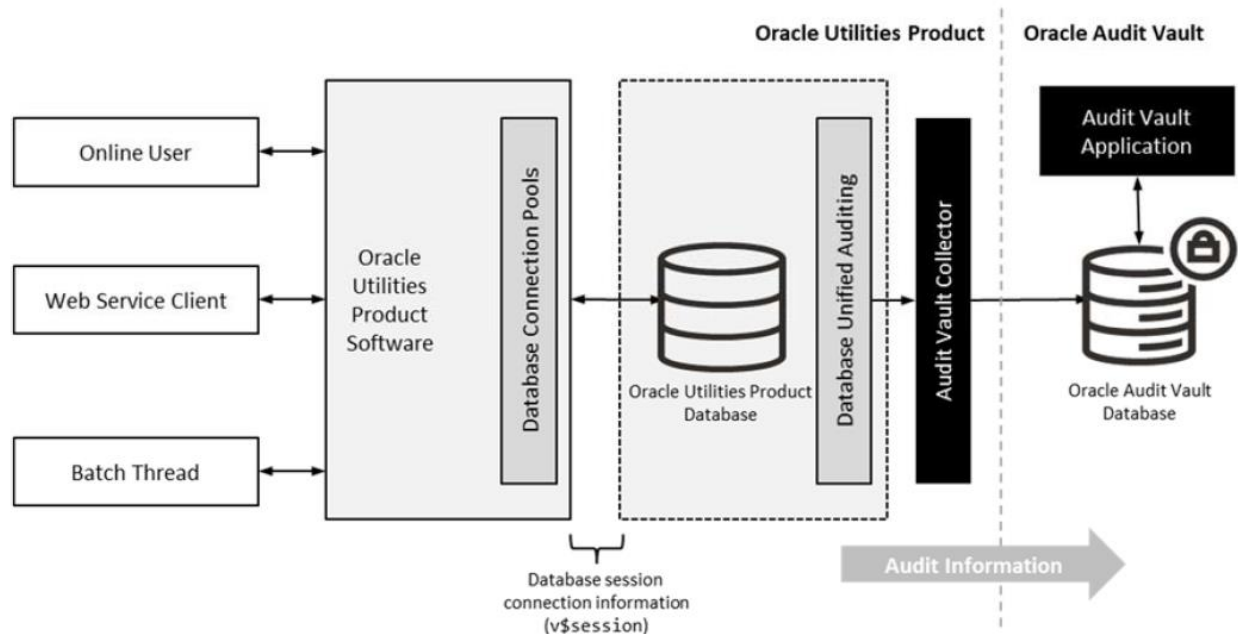 Oracle Utilities Product
Oracle Audit Vault
Online User
Web Service Client
Batch Thread
Oracle
Utilities
Product
Software
Database Connection Pools
Oracle Utilities Product
Database
Database Unified Auditing
Audit Vault Collector
Audit Vault
Application
Oracle Audit Vault
Database
Audit Information
Database session
connection information
(v$session)